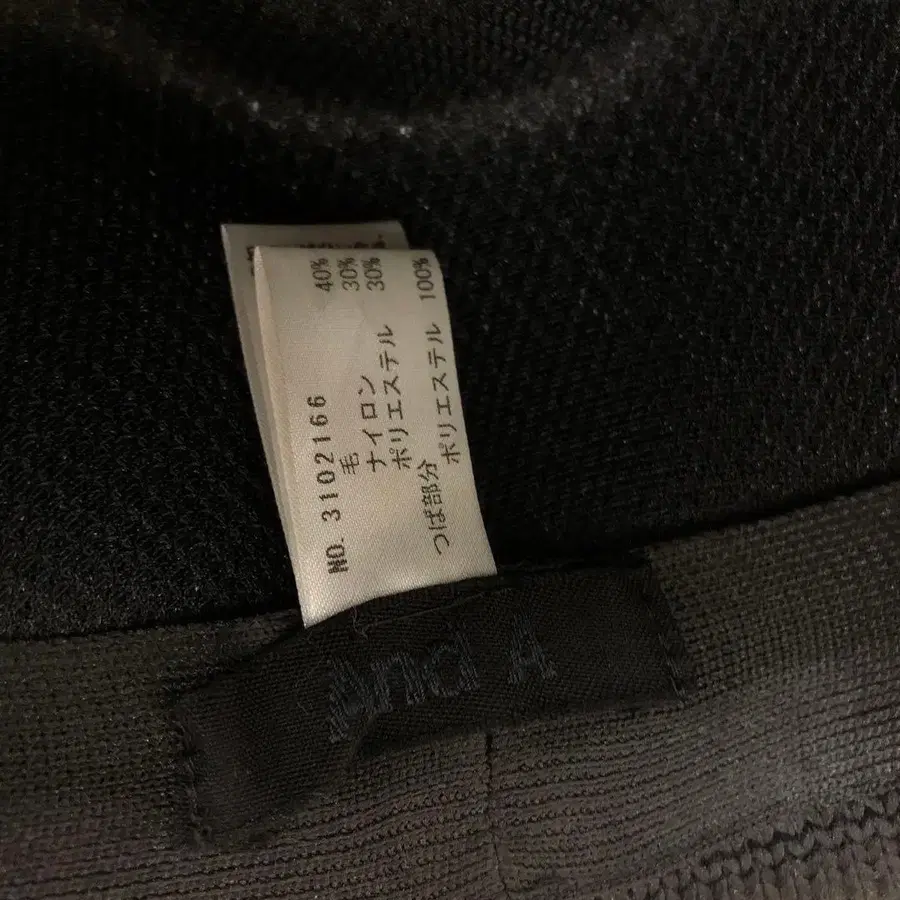 NO. 3102166
毛 40%
ナイロン 30%
ポリエステル 30%
つば部分
ポリエステル 100%
And A